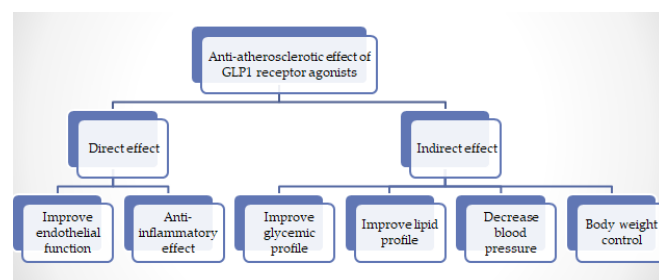 Anti-atherosclerotic effect of
GLP1 receptor agonists
Direct effect
Indirect effect
Improve
endothelial
function
Anti-
inflammatory
effect
Improve
glycemic
profile
Improve lipid
profile
Decrease
blood
pressure
Body weight
control